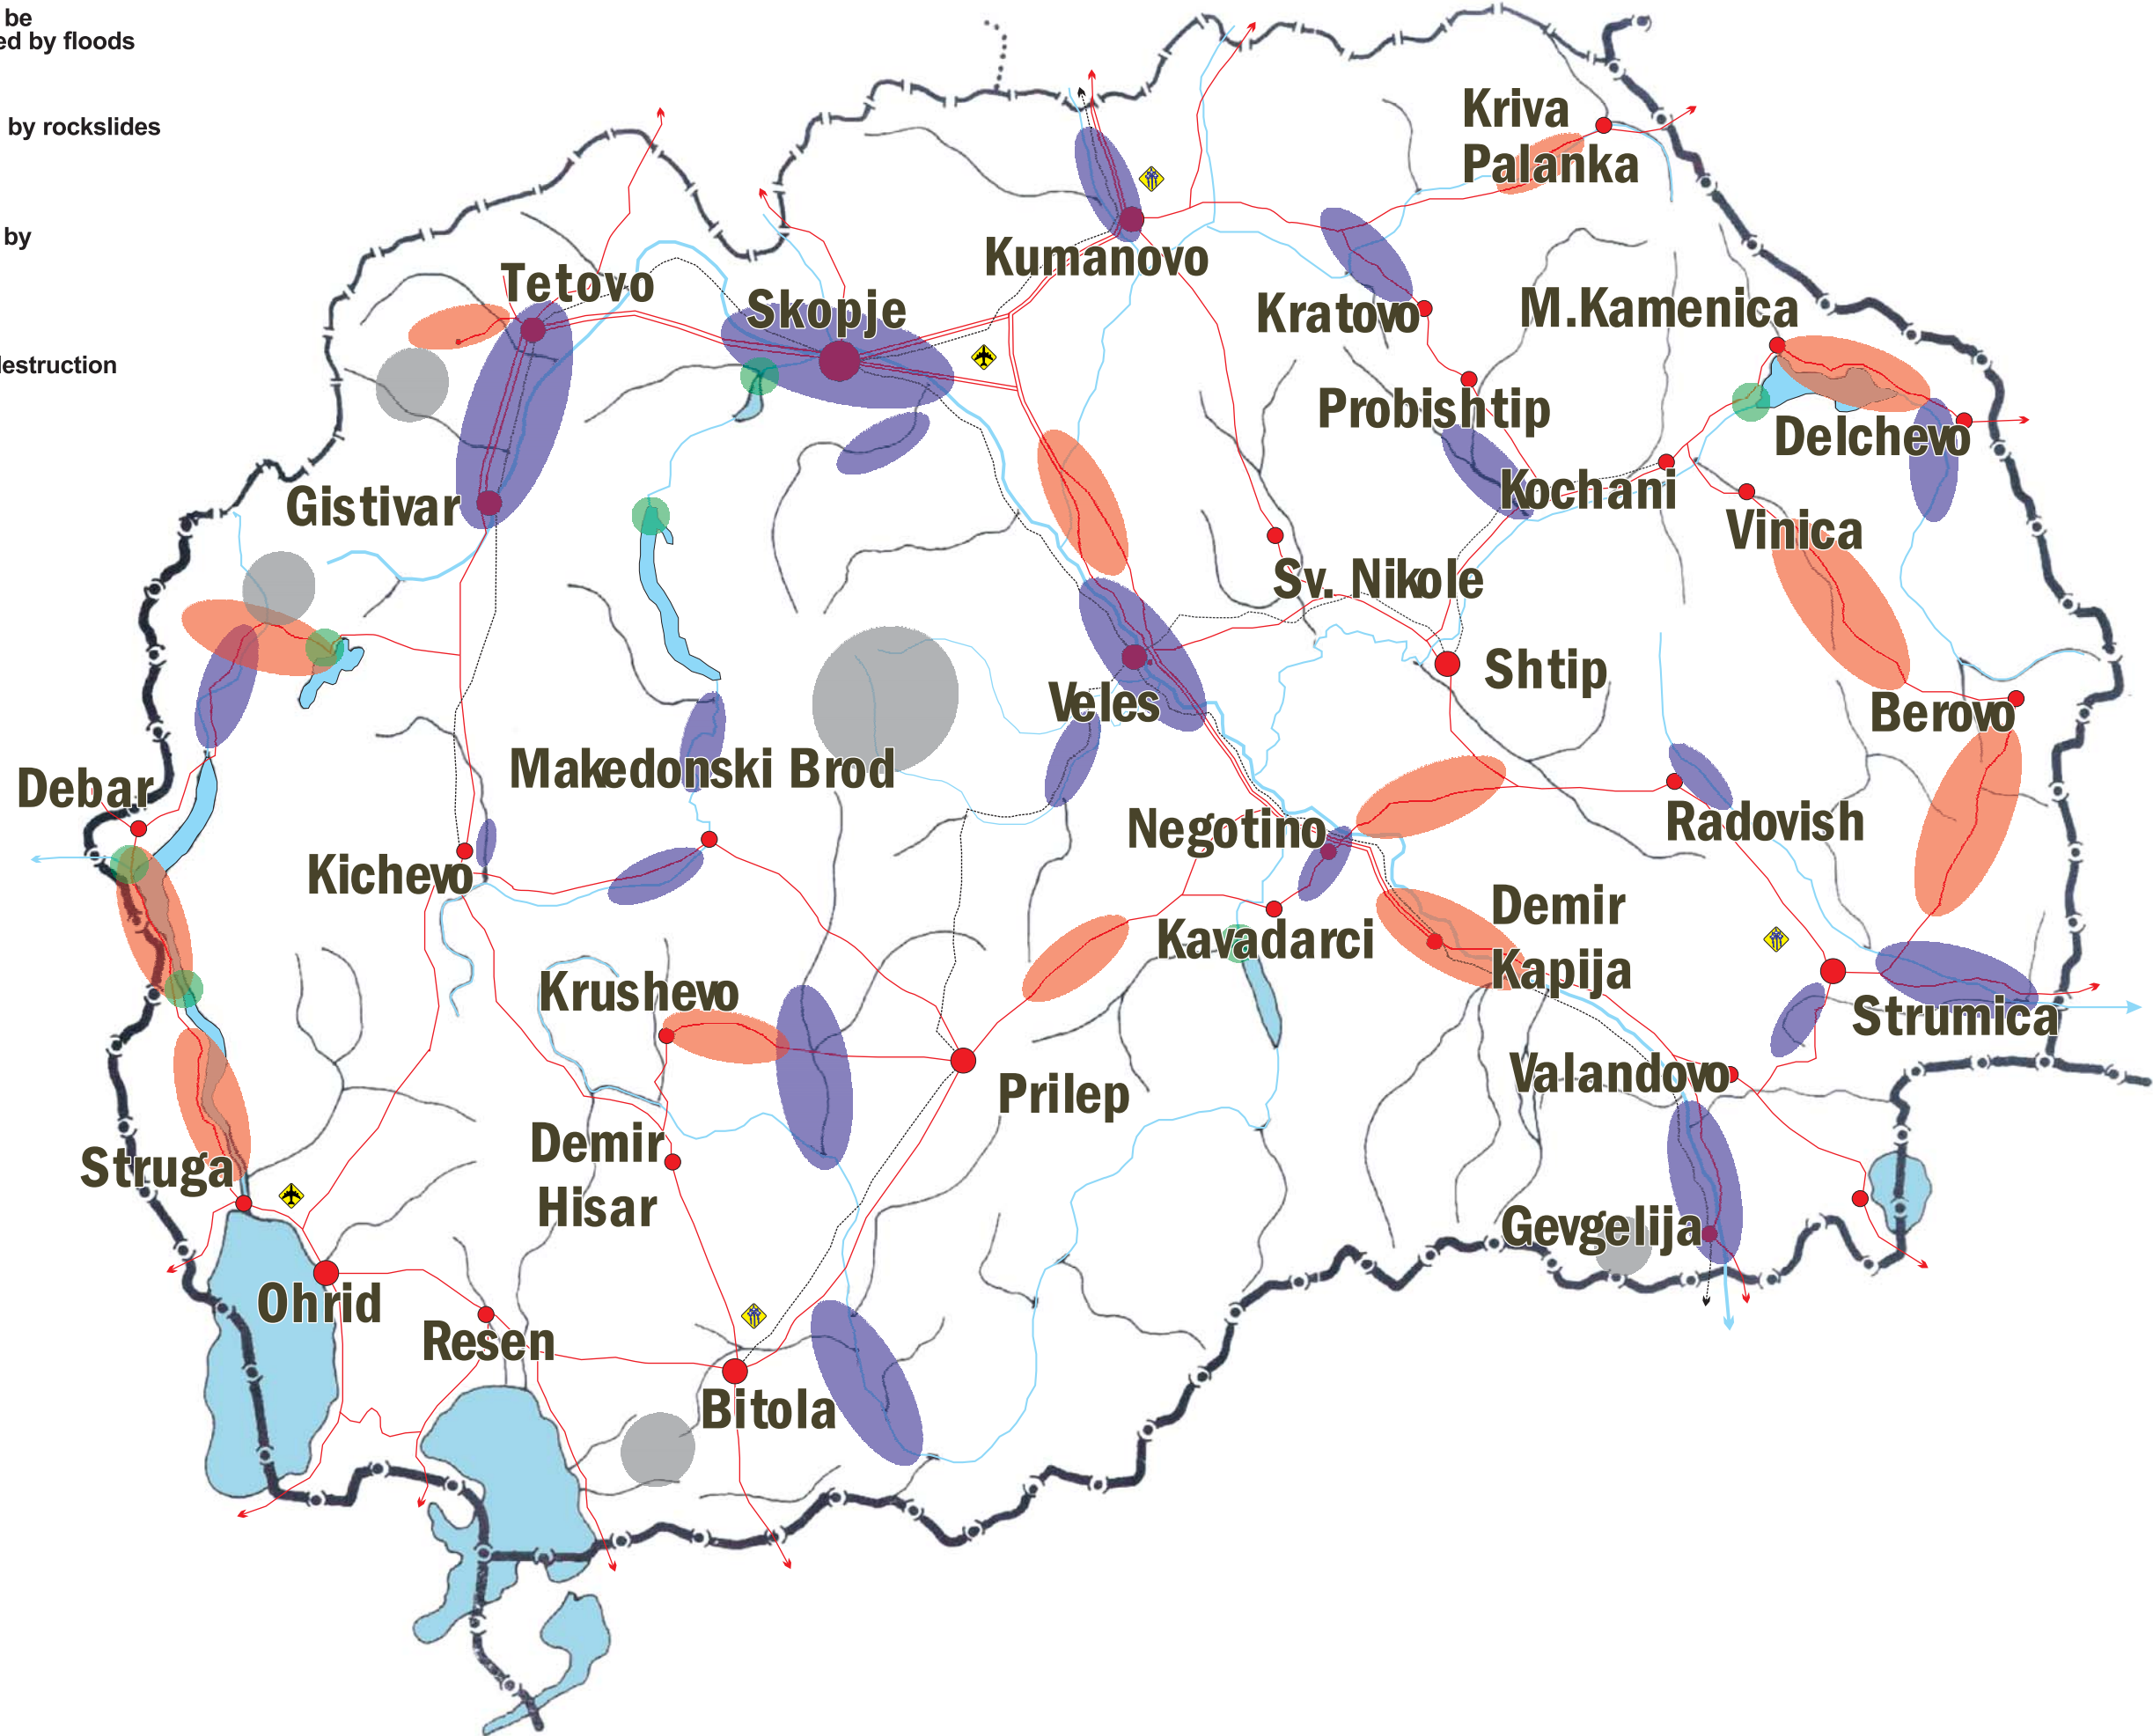 be
ed by floods
by rockslides
by
destruction
Kriva
Palanka
Kumanovo
Tetovo
Skopje
Kratovo
M.Kamenica
Probishtip
Delchevo
Gistivar
Kochani
Vinica
Sv. Nikole
Shtip
Veles
Berovo
Makedonski Brod
Debar
Negotino
Radovish
Kichevo
Demir
Kapija
Kavadarci
Krushevo
Strumica
Valandovo
Prilep
Demir
Hisar
Struga
Gevgelija
Ohrid
Resen
Bitola